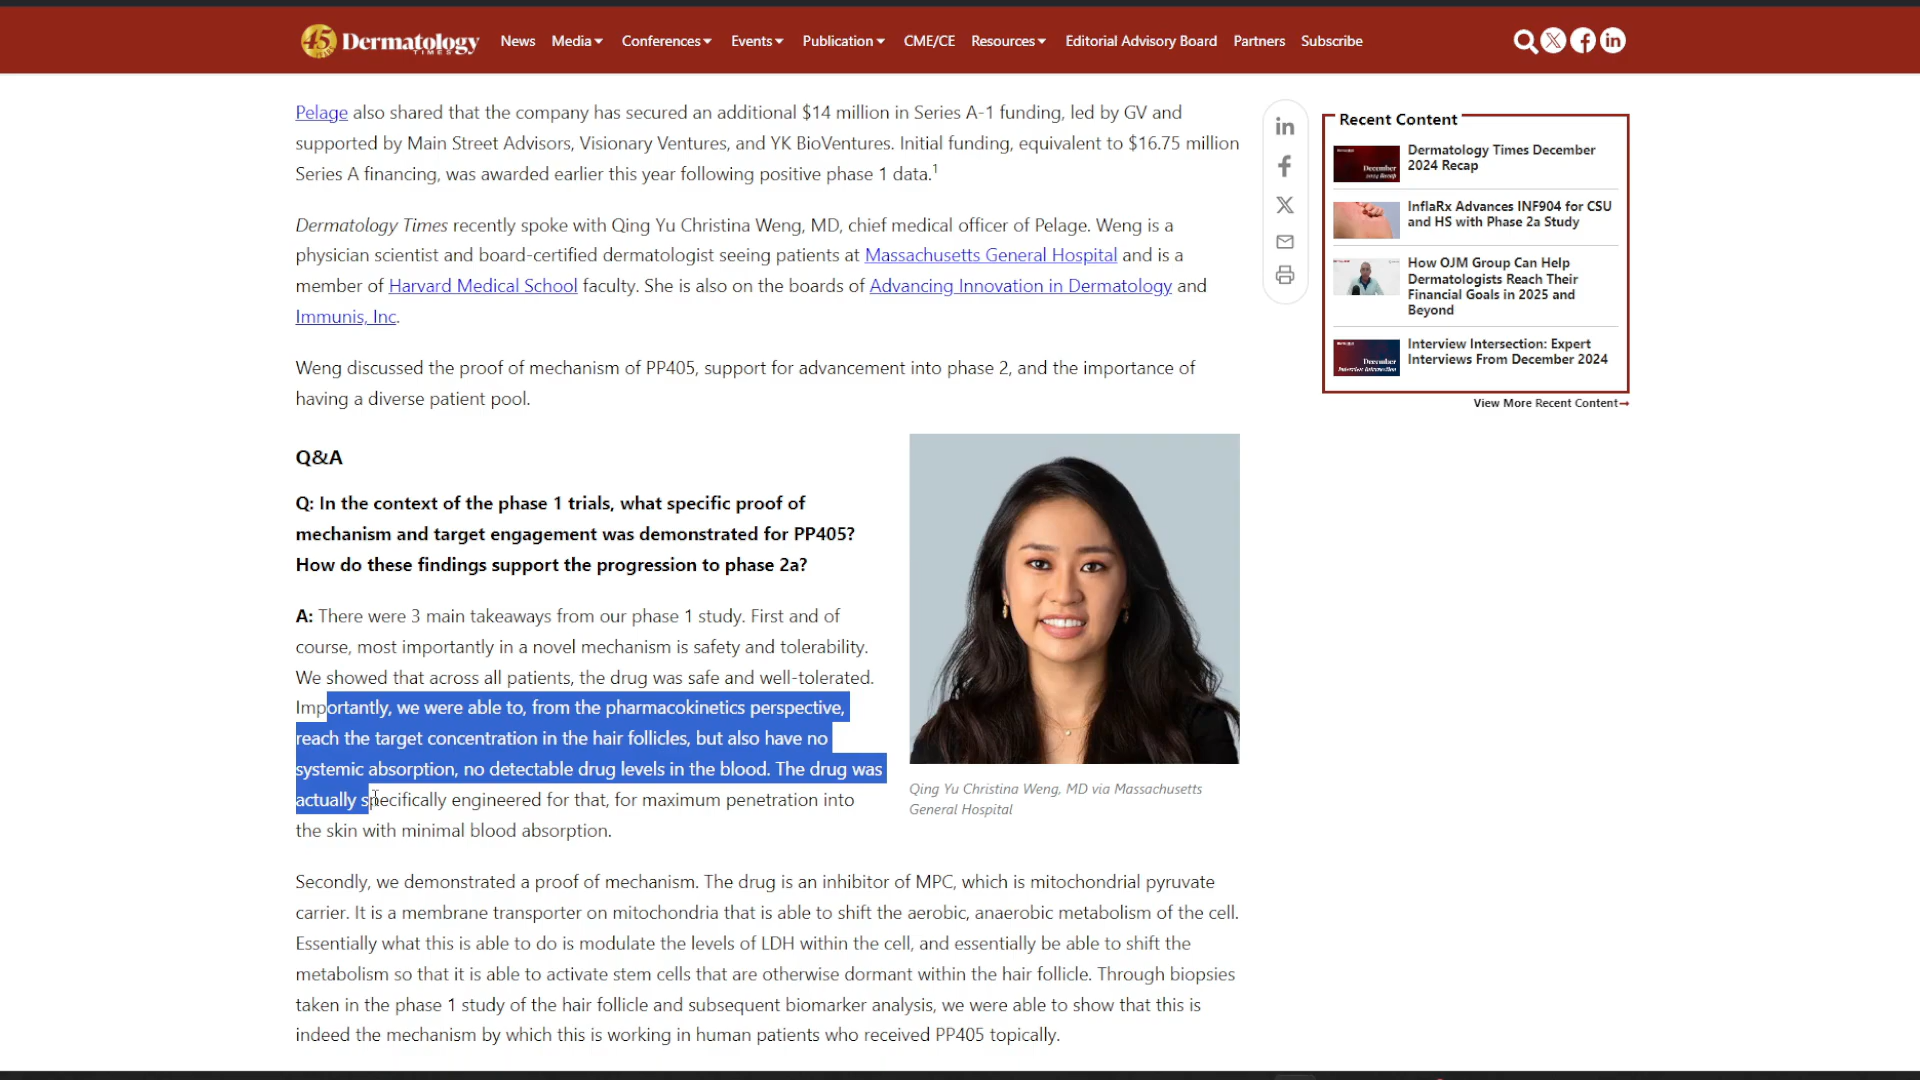 45 Dermatology TIMES News Media Conferences Events Publication CME/CE Resources Editorial Advisory Board Partners Subscribe
Pelage also shared that the company has secured an additional $14 million in Series A-1 funding, led by GV and
supported by Main Street Advisors, Visionary Ventures, and YK BioVentures. Initial funding, equivalent to $16.75 million
Series A financing, was awarded earlier this year following positive phase 1 data.1
Dermatology Times recently spoke with Qing Yu Christina Weng, MD, chief medical officer of Pelage. Weng is a
physician scientist and board-certified dermatologist seeing patients at Massachusetts General Hospital and is a
member of Harvard Medical School faculty. She is also on the boards of Advancing Innovation in Dermatology and
Immunis, Inc.
Weng discussed the proof of mechanism of PP405, support for advancement into phase 2, and the importance of
having a diverse patient pool.
Q&A
Q: In the context of the phase 1 trials, what specific proof of
mechanism and target engagement was demonstrated for PP405?
How do these findings support the progression to phase 2a?
A: There were 3 main takeaways from our phase 1 study. First and of
course, most importantly in a novel mechanism is safety and tolerability.
We showed that across all patients, the drug was safe and well-tolerated.
Importantly, we were able to, from the pharmacokinetics perspective,
reach the target concentration in the hair follicles, but also have no
systemic absorption, no detectable drug levels in the blood. The drug was
actually specifically engineered for that, for maximum penetration into
the skin with minimal blood absorption.
Qing Yu Christina Weng, MD via Massachusetts
General Hospital
Secondly, we demonstrated a proof of mechanism. The drug is an inhibitor of MPC, which is mitochondrial pyruvate
carrier. It is a membrane transporter on mitochondria that is able to shift the aerobic, anaerobic metabolism of the cell.
Essentially what this is able to do is modulate the levels of LDH within the cell, and essentially be able to shift the
metabolism so that it is able to activate stem cells that are otherwise dormant within the hair follicle. Through biopsies
taken in the phase 1 study of the hair follicle and subsequent biomarker analysis, we were able to show that this is
indeed the mechanism by which this is working in human patients who received PP405 topically.
Recent Content
Dermatology Times December
2024 Recap
December
2024 Recap
InflaRx Advances INF904 for CSU
and HS with Phase 2a Study
How OJM Group Can Help
Dermatologists Reach Their
Financial Goals in 2025 and
Beyond
Interview Intersection: Expert
Interviews From December 2024
December
Interview Intersection
View More Recent Content